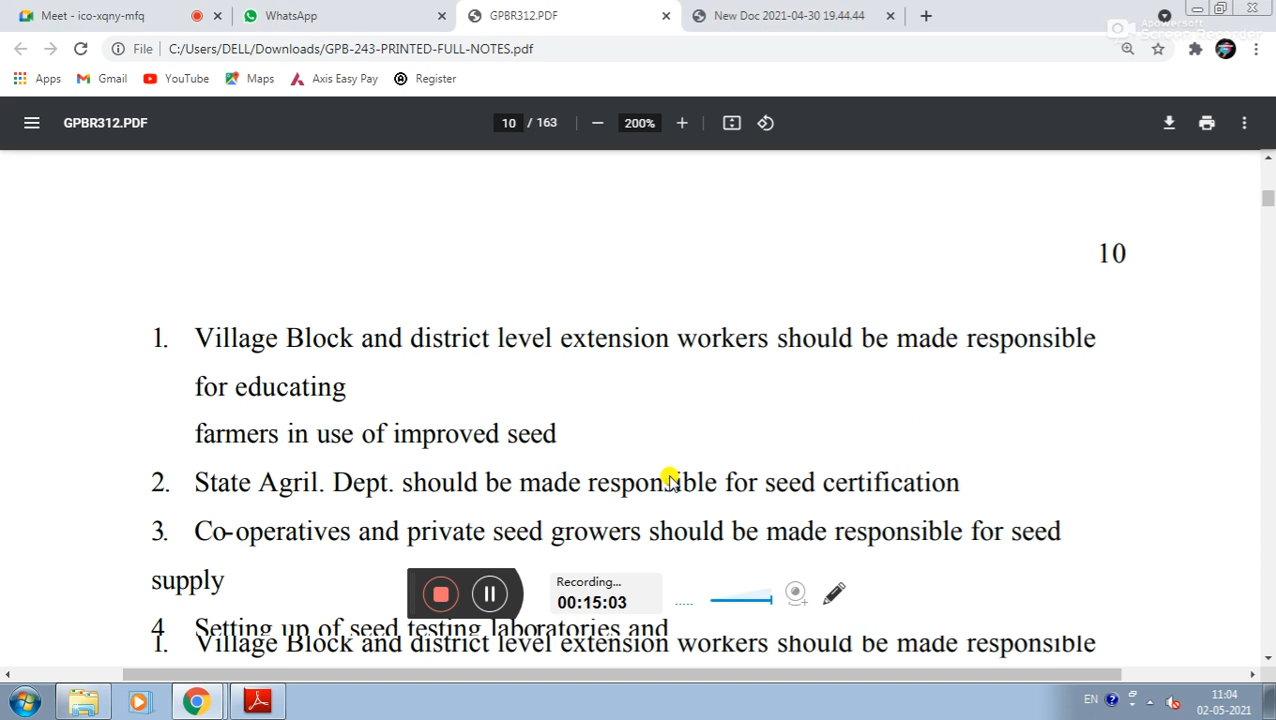 Meet - ico-xqny-mfq
WhatsApp
GPBR312.PDF
New Doc 2021-04-30 19.44.44
Apowersoft
Screen Recorder
File
C:/Users/DELL/Downloads/GPB-243-PRINTED-FULL-NOTES.pdf
Apps
Gmail
YouTube
Maps
Axis Easy Pay
Register
GPBR312.PDF
10 / 163
200%
10
1. Village Block and district level extension workers should be made responsible
for educating
farmers in use of improved seed
2. State Agril. Dept. should be made responsible for seed certification
3. Co-operatives and private seed growers should be made responsible for seed
supply
4 Setting up of seed testing laboratories and
1. Village Block and district level extension workers should be made responsible
Recording...
00:15:03
EN
11:04
02-05-2021